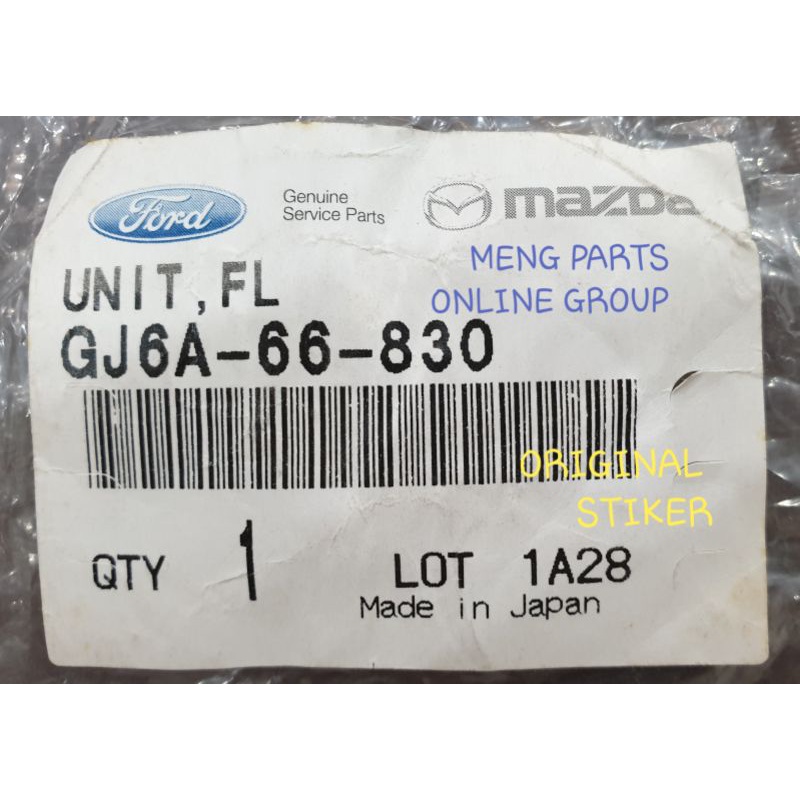 Ford
Genuine
Service Parts
mazda
MENG PARTS
ONLINE GROUP
UNIT,FL
GJ6A-66-830
ORIGINAL
STIKER
QTY 1 LOT 1A28
Made in Japan